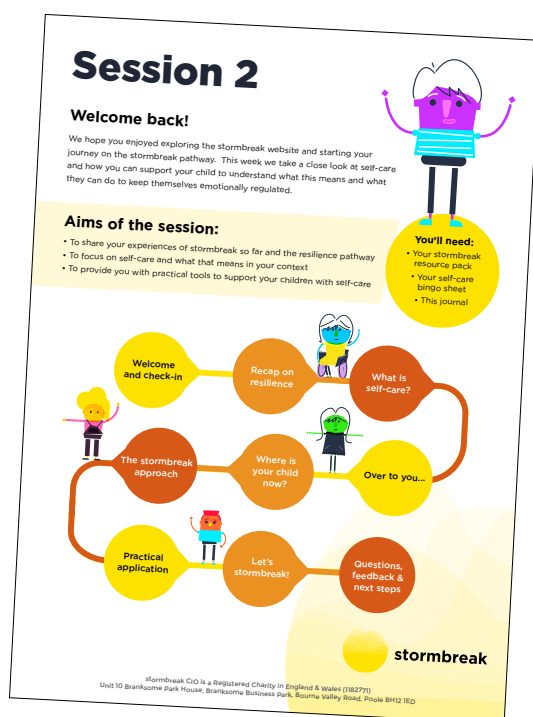 Session 2
Welcome back!
We hope you enjoyed exploring the stormbreak website and starting your
journey on the stormbreak pathway. This week we take a close look at self-care
and how you can support your child to understand what this means and what
they can do to keep themselves emotionally regulated.
Aims of the session:
• To share your experiences of stormbreak so far and the resilience pathway
• To focus on self-care and what that means in your context
• To provide you with practical tools to support your children with self-care
You'll need:
• Your stormbreak
resource pack
• Your self-care
bingo sheet
• This journal
Welcome
and check-in
Recap on
resilience
What is
self-care?
Over to you...
Where is
your child
now?
The stormbreak
approach
Practical
application
Let's
stormbreak!
Questions,
feedback &
next steps
stormbreak
stormbreak CIO is a Registered Charity in England & Wales (1182771)
Unit 10 Branksome Park House, Branksome Business Park, Bourne Valley Road, Poole BH12 1ED